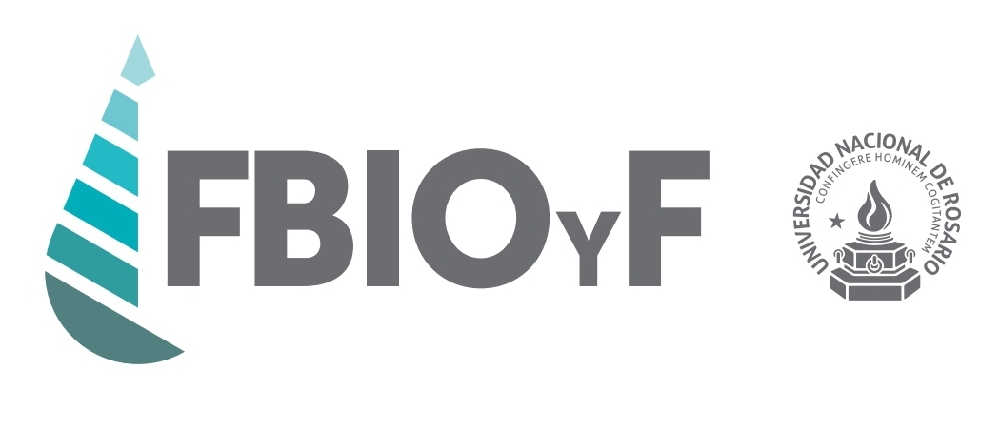 FBIOyF
UNIVERSIDAD NACIONAL DE ROSARIO
CONFINGERE HOMINEM COGITANTEM